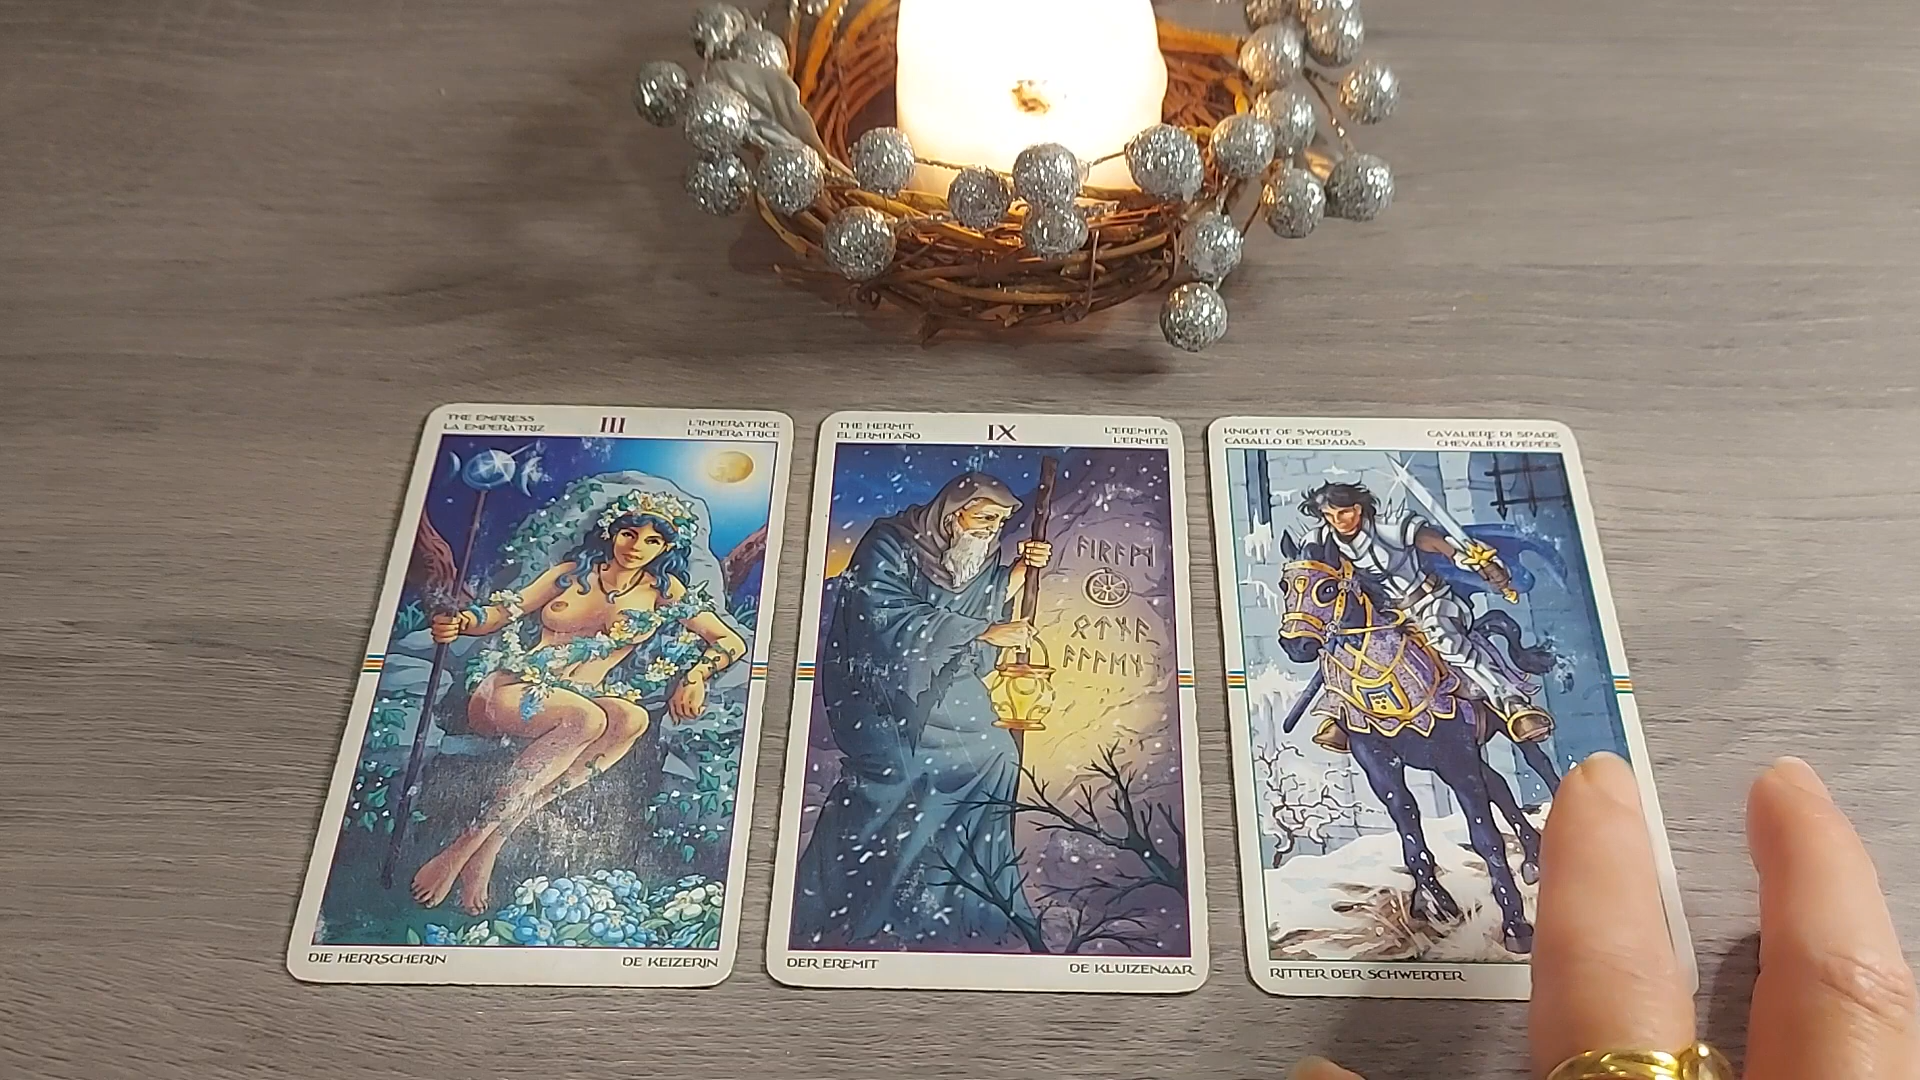 THE EMPRESS
LA EMPERATRIZ
III
L'IMPERATRICE
L'IMPÉRATRICE
DIE HERRSCHERIN
DE KEIZERIN
THE HERMIT
EL ERMITAÑO
IX
L'EREMITA
L'ERMITE
DER EREMIT
DE KLUIZENAAR
KNIGHT OF SWORDS
CABALLO DE ESPADAS
CAVALIERE DI SPADE
CHEVALIER D'ÉPÉES
RITTER DER SCHWERTER